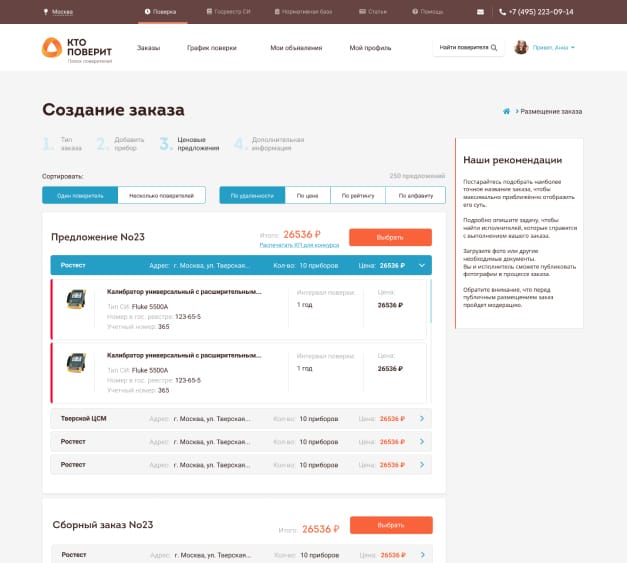 Москва
Поверка
Госреестр СИ
Нормативная база
Статьи
Помощь
+7 (495) 223-09-14
КТО
ПОВЕРИТ
Поиск поверителей
Заказы
График поверки
Мои объявления
Мой профиль
Найти поверителя
Привет, Анна
Создание заказа
Размещение заказа
1. Тип
заказа
2. Добавить
прибор
3. Ценовые
предложения
4. Дополнительная
информация
Сортировать:
250 предложений
Один поверитель
Несколько поверителей
По удаленности
По цене
По рейтингу
По алфавиту
Предложение No23
Итого: 26536 ₽
Распечатать КП для конкурса
Выбрать
Ростест Адрес: г. Москва, ул. Тверская... Кол-во: 10 приборов Цена: 26536 ₽
Калибратор универсальный с расширительным...
Тип СИ: Fluke 5500A
Номер в гос. реестре: 123-65-5
Учетный номер: 365
Интервал поверки:
1 год
Цена:
26536 ₽
Калибратор универсальный с расширительным...
Тип СИ: Fluke 5500A
Номер в гос. реестре: 123-65-5
Учетный номер: 365
Интервал поверки:
1 год
Цена:
26536 ₽
Тверской ЦСМ Адрес: г. Москва, ул. Тверская... Кол-во: 10 приборов Цена: 26536 ₽
Ростест Адрес: г. Москва, ул. Тверская... Кол-во: 10 приборов Цена: 26536 ₽
Ростест Адрес: г. Москва, ул. Тверская... Кол-во: 10 приборов Цена: 26536 ₽
Сборный заказ No23
Итого: 26536 ₽
Выбрать
Ростест Адрес: г. Москва, ул. Тверская... Кол-во: 10 приборов Цена: 26536 ₽
Наши рекомендации
Постарайтесь подобрать наиболее
точное название заказа, чтобы
максимально приближённо отобразить
его суть.
Подробно опишите задачу, чтобы
найти исполнителей, которые справятся
с выполнением вашего заказа.
Загрузите фото или другие
необходимые документы.
Вы и исполнитель сможете публиковать
фотографии в процессе заказа.
Обратите внимание, что перед
публичным размещением заказ
пройдет модерацию.